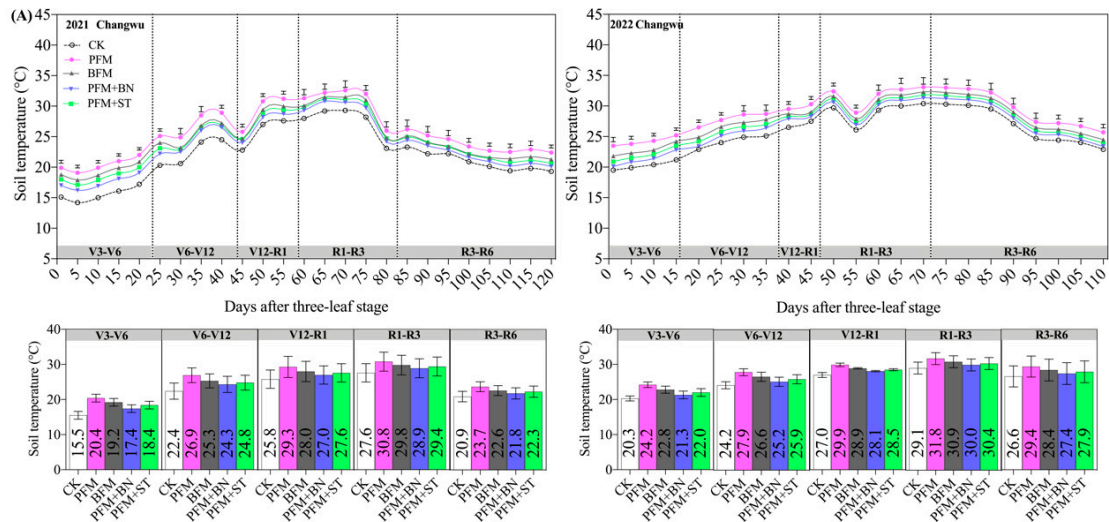 (A)
2021 Changwu
CK
PFM
BFM
PFM+BN
PFM+ST
Soil temperature (°C)
45
40
35
30
25
20
15
10
5
V3-V6 V6-V12 V12-R1 R1-R3 R3-R6
0 5 10 15 20 25 30 35 40 45 50 55 60 65 70 75 80 85 90 95 100 105 110 115 120
Days after three-leaf stage
2022 Changwu
Soil temperature (°C)
45
40
35
30
25
20
15
10
5
V3-V6 V6-V12 V12-R1 R1-R3 R3-R6
0 5 10 15 20 25 30 35 40 45 50 55 60 65 70 75 80 85 90 95 100 105 110
Days after three-leaf stage
Soil temperature (°C)
40
30
20
10
0
V3-V6 V6-V12 V12-R1 R1-R3 R3-R6
15.5 20.4 19.2 17.4 18.4 22.4 26.9 25.3 24.3 24.8 25.8 29.3 28.0 27.0 27.6 27.6 30.8 29.8 28.9 29.4 20.9 23.7 22.6 21.8 22.3
CK PFM BFM PFM+BN PFM+ST CK PFM BFM PFM+BN PFM+ST CK PFM BFM PFM+BN PFM+ST CK PFM BFM PFM+BN PFM+ST CK PFM BFM PFM+BN PFM+ST
Soil temperature (°C)
40
30
20
10
0
V3-V6 V6-V12 V12-R1 R1-R3 R3-R6
20.3 24.2 22.8 21.3 22.0 24.2 27.9 26.6 25.2 25.9 27.0 29.9 28.9 28.1 28.5 29.1 31.8 30.9 30.0 30.4 26.6 29.4 28.4 27.4 27.9
CK PFM BFM PFM+BN PFM+ST CK PFM BFM PFM+BN PFM+ST CK PFM BFM PFM+BN PFM+ST CK PFM BFM PFM+BN PFM+ST CK PFM BFM PFM+BN PFM+ST